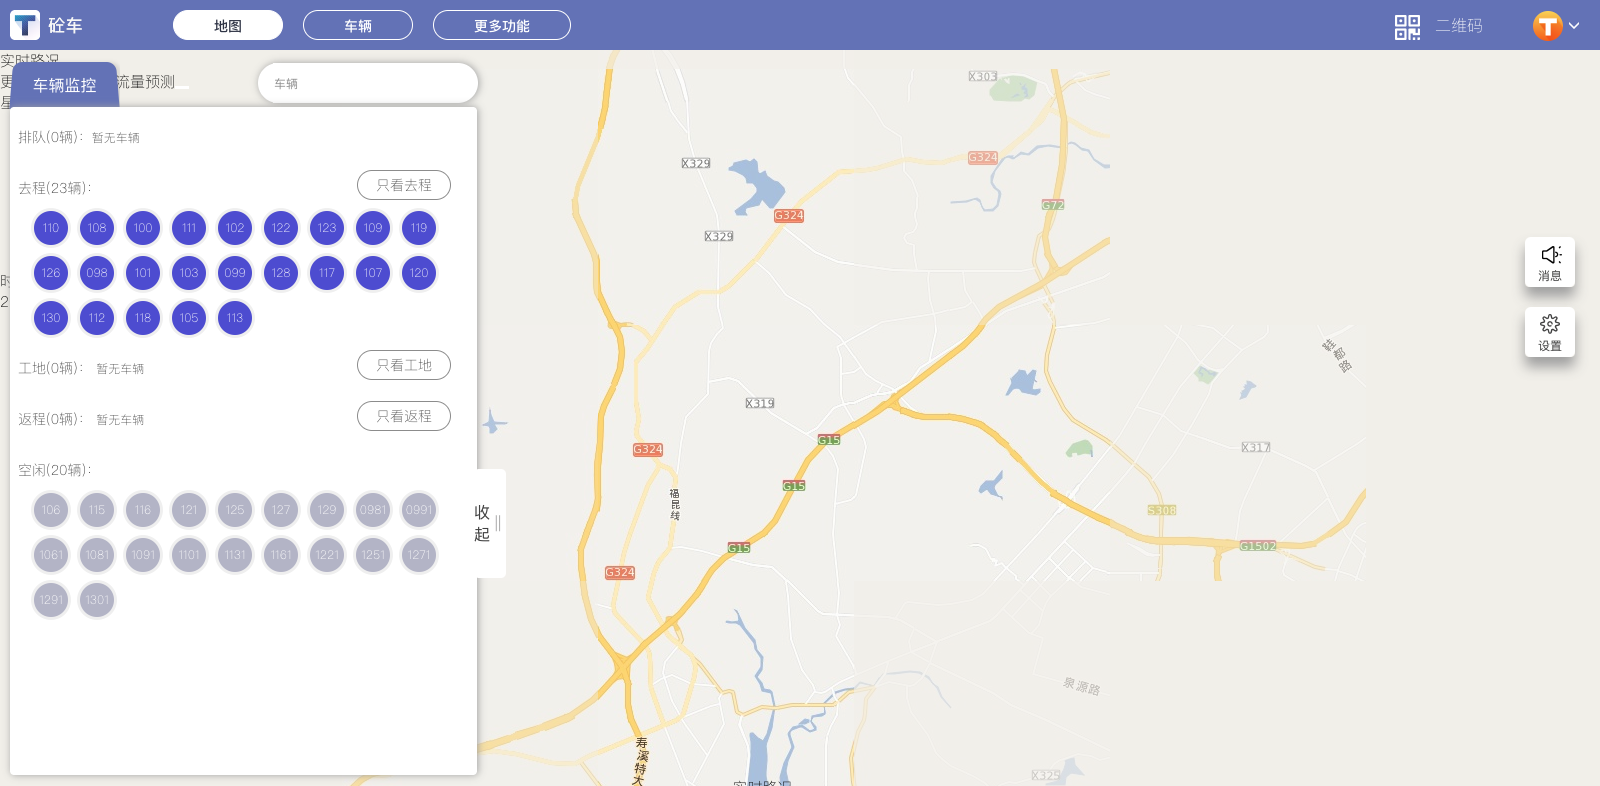 砼车
地图
车辆
更多功能
二维码
实时路况
更
流量预测
星
车辆监控
车辆
排队(0辆)： 暂无车辆
去程(23辆)：
只看去程
110 108 100 111 102 122 123 109 119
126 098 101 103 099 128 117 107 120
130 112 118 105 113
时
2
工地(0辆)： 暂无车辆
只看工地
返程(0辆)： 暂无车辆
只看返程
空闲(20辆)：
106 115 116 121 125 127 129 0981 0991
1061 1081 1091 1101 1131 1161 1221 1251 1271
1291 1301
收起
消息
设置
X303
X329
G324
G72
G324
X329
鞋都路
X319
G15
G324
X317
G15
福昆线
S308
G15
G1502
G324
泉源路
寿溪特大
X325
实时路况